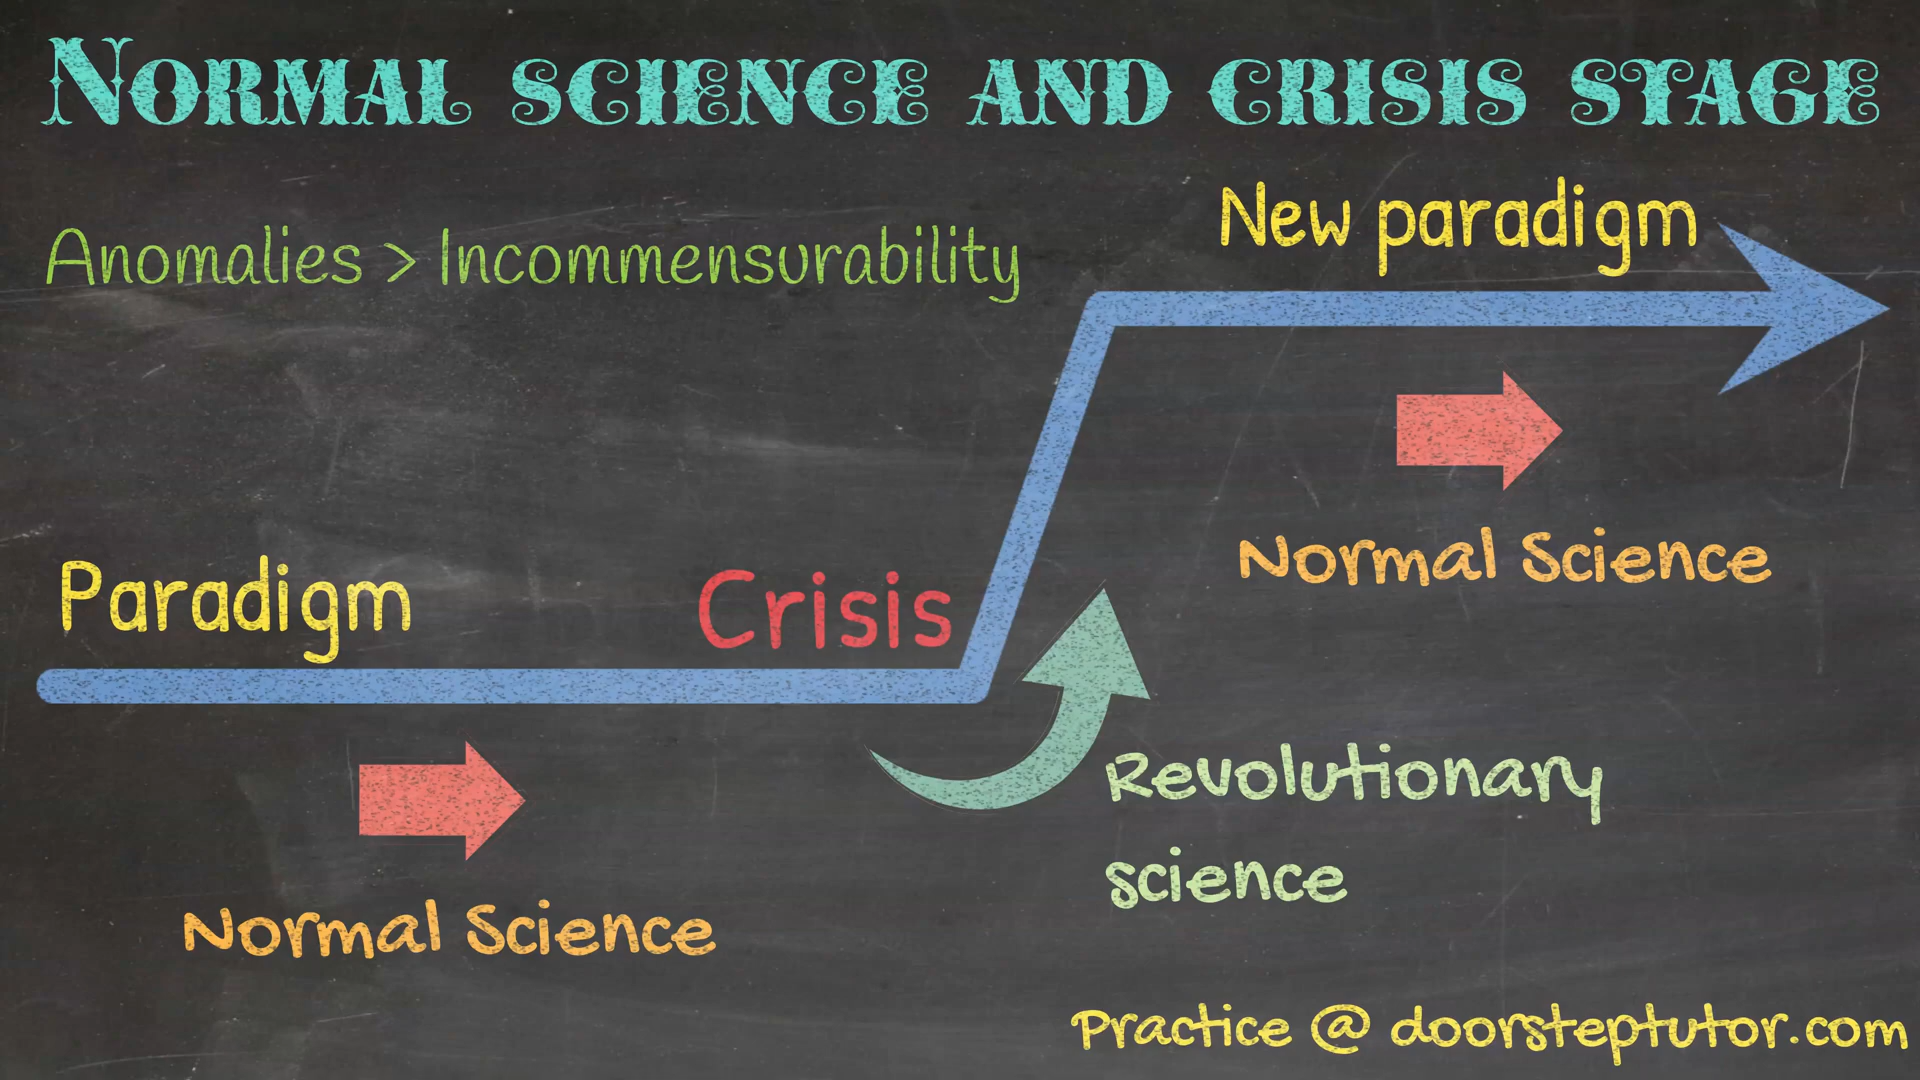 Normal science and crisis stage
New paradigm
Anomalies > Incommensurability
Normal Science
Paradigm
Crisis
Revolutionary
science
Normal Science
Practice @ doorsteptutor.com